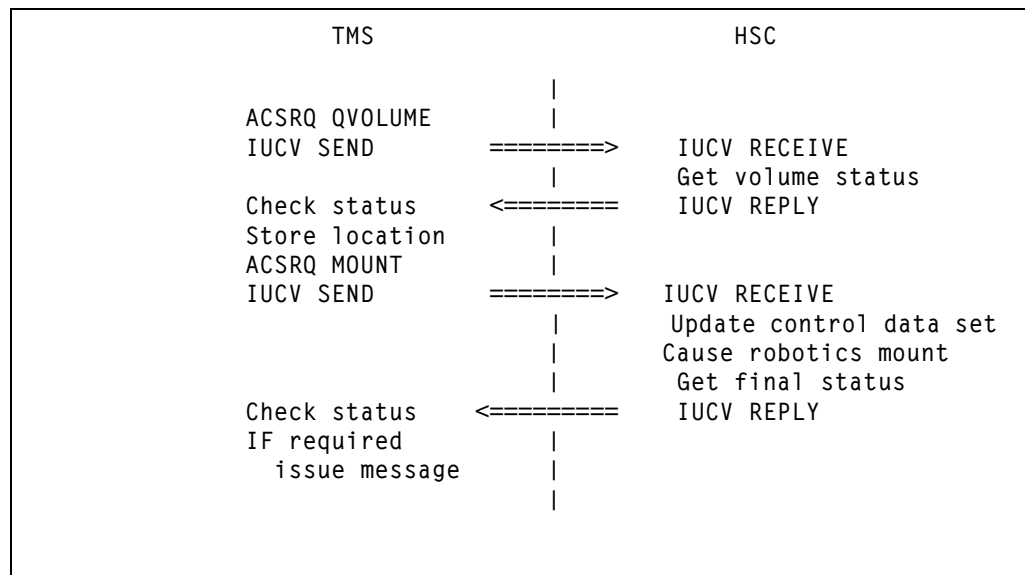 TMS HSC
|
ACSRQ QVOLUME |
IUCV SEND ========> IUCV RECEIVE
| Get volume status
Check status <======== IUCV REPLY
Store location |
ACSRQ MOUNT |
IUCV SEND ========> IUCV RECEIVE
| Update control data set
| Cause robotics mount
| Get final status
Check status <========= IUCV REPLY
IF required |
issue message |
|